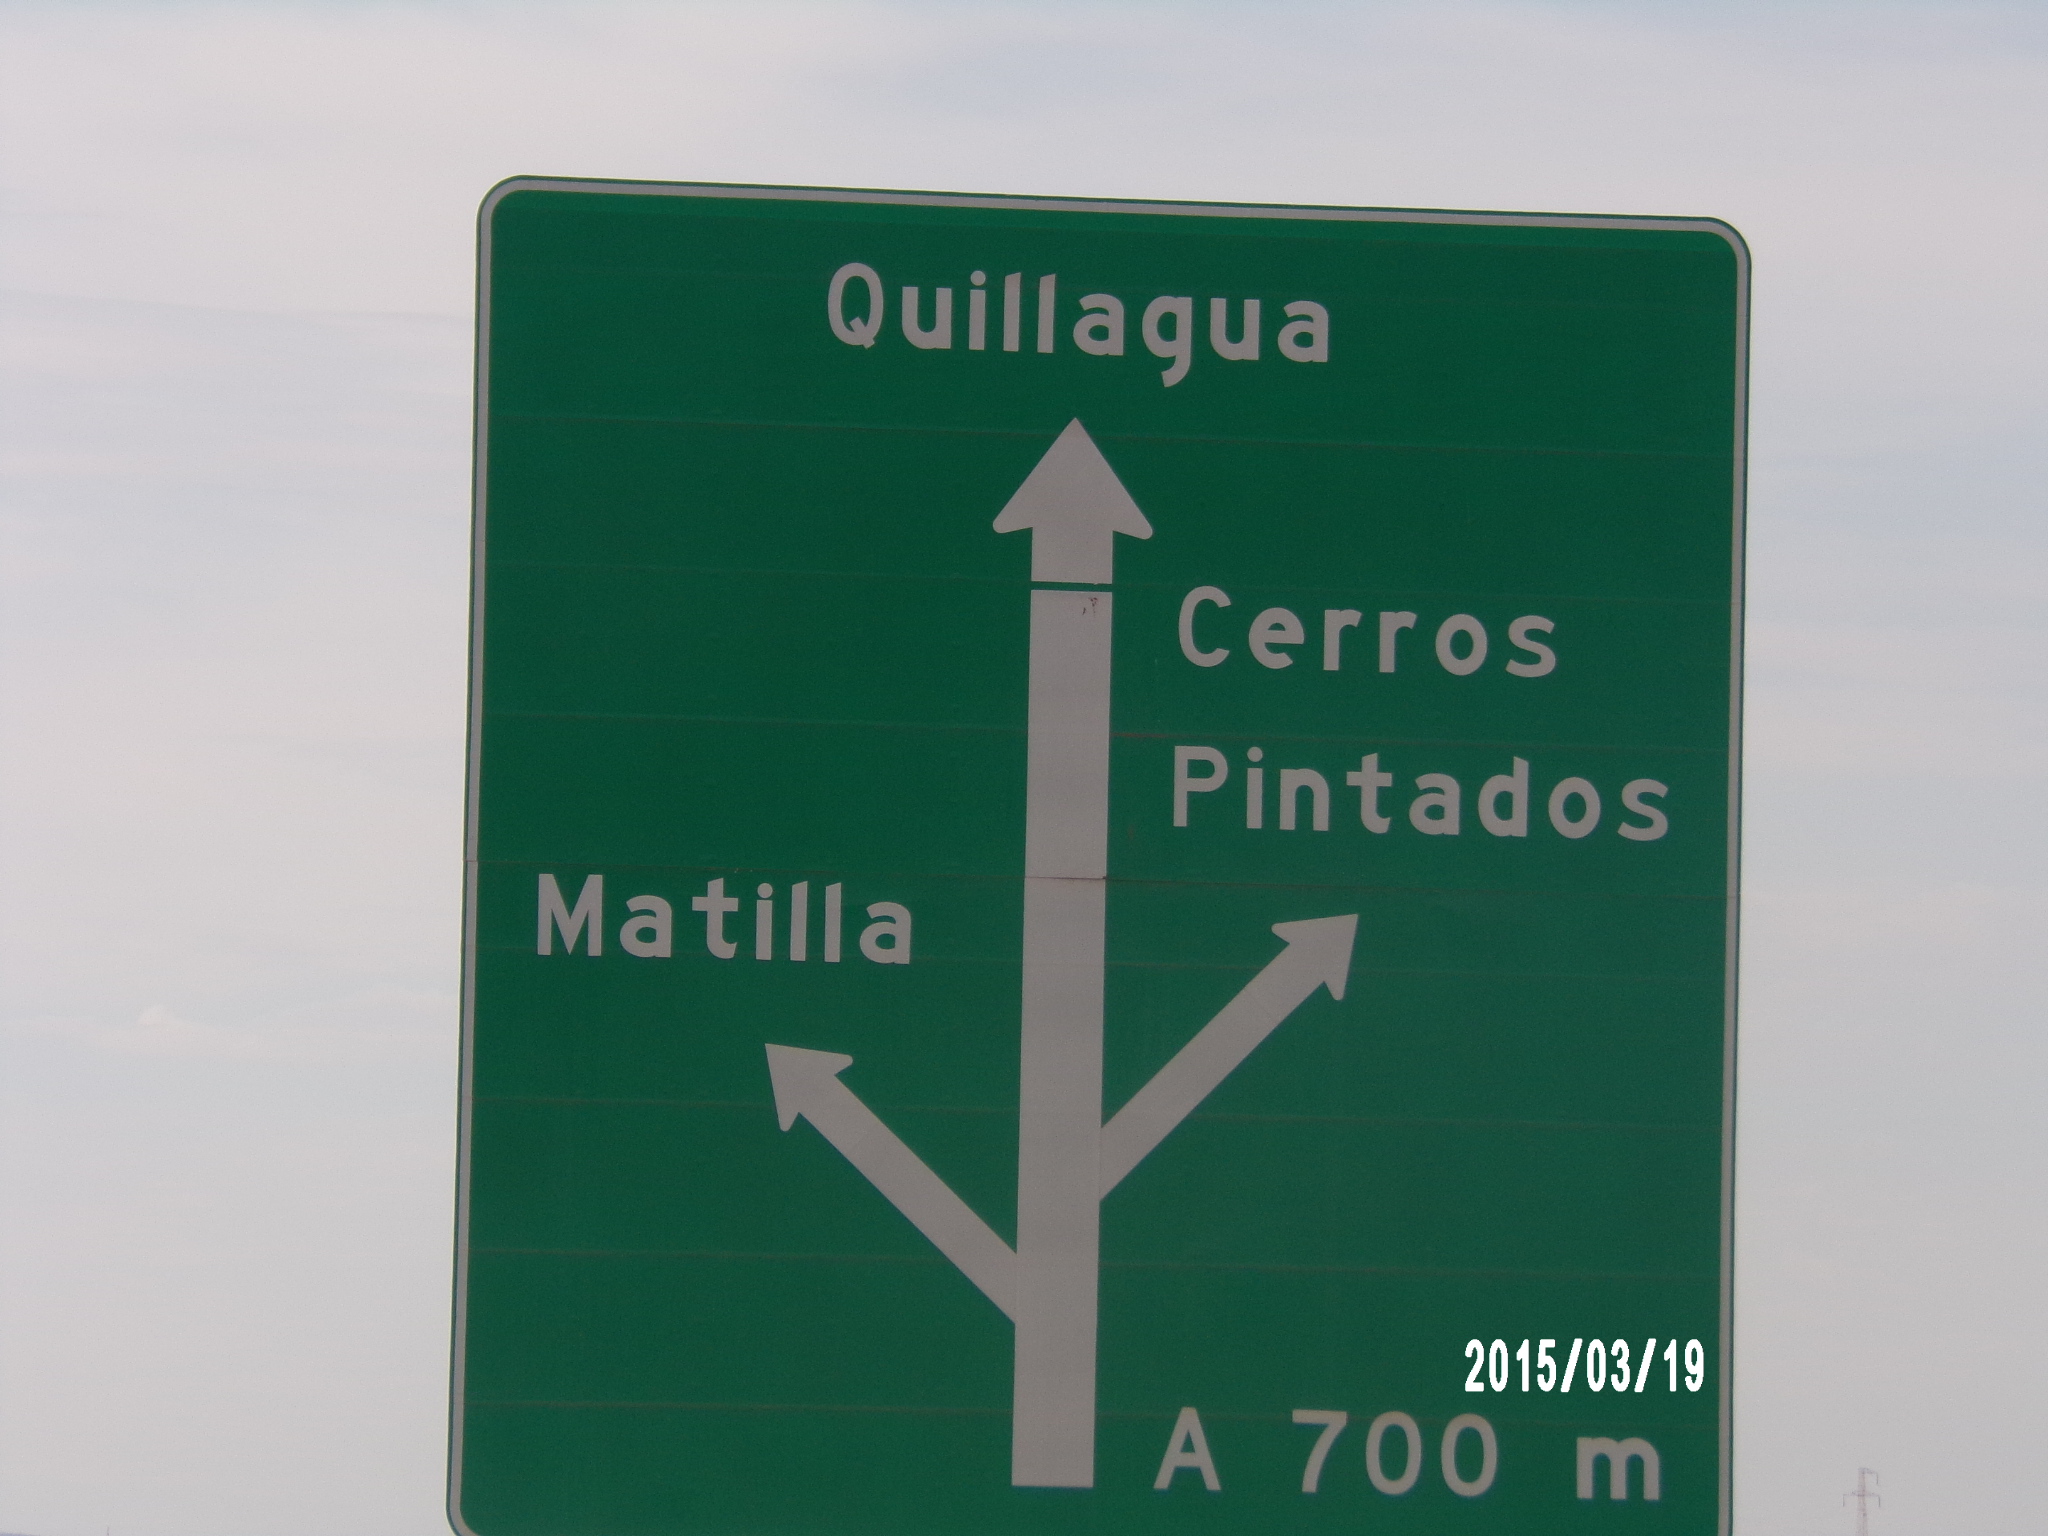 Quillagua
Cerros
Pintados
Matilla
2015/03/19
A 700 m